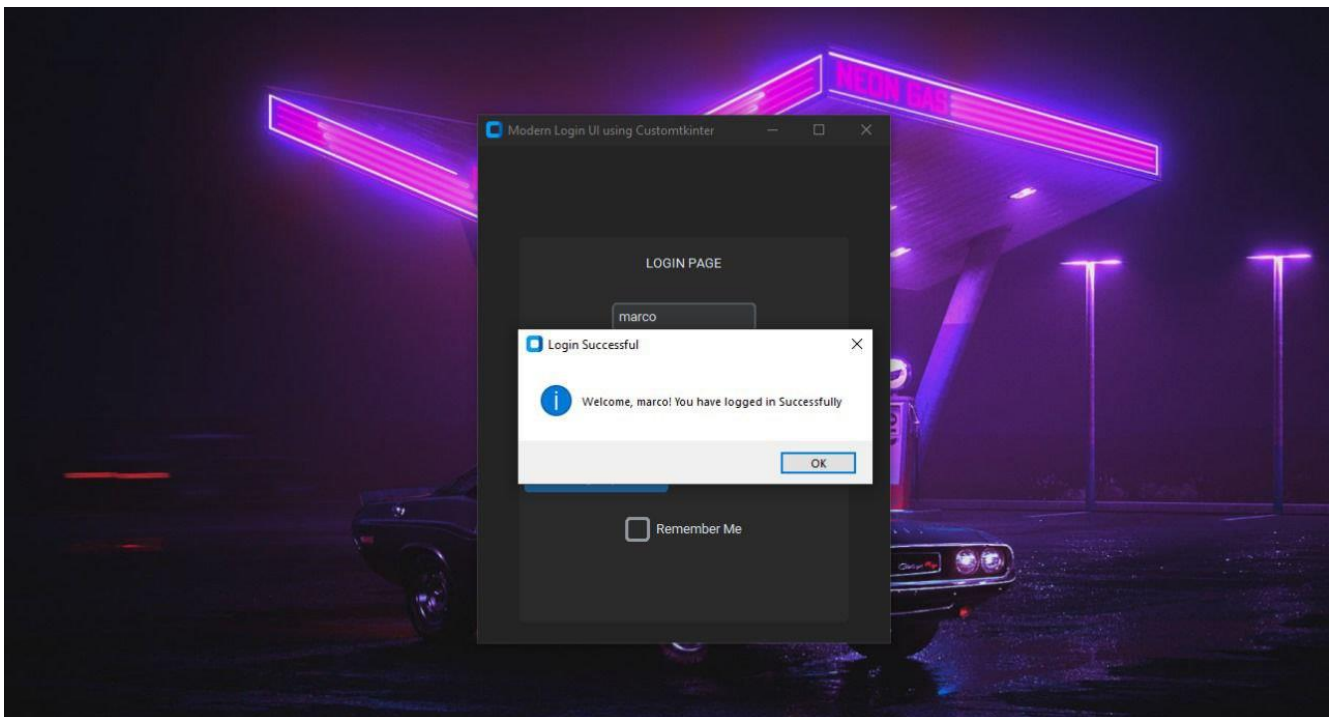 NEON GAS
Modern Login UI using Customtkinter
LOGIN PAGE
marco
Login Successful
Welcome, marco! You have logged in Successfully
OK
Remember Me